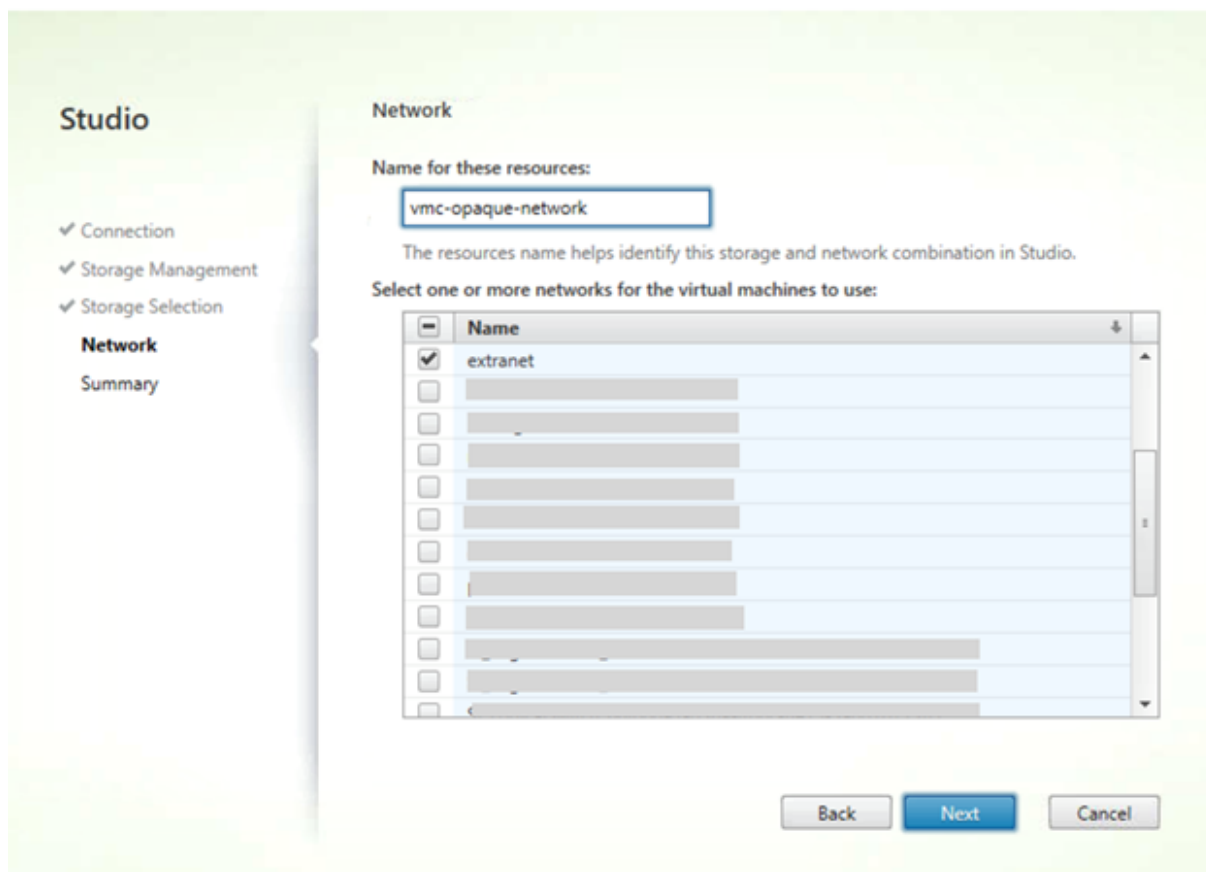 Studio
Connection
Storage Management
Storage Selection
Network
Summary
Network
Name for these resources:
vmc-opaque-network
The resources name helps identify this storage and network combination in Studio.
Select one or more networks for the virtual machines to use:
Name
extranet
Back
Next
Cancel